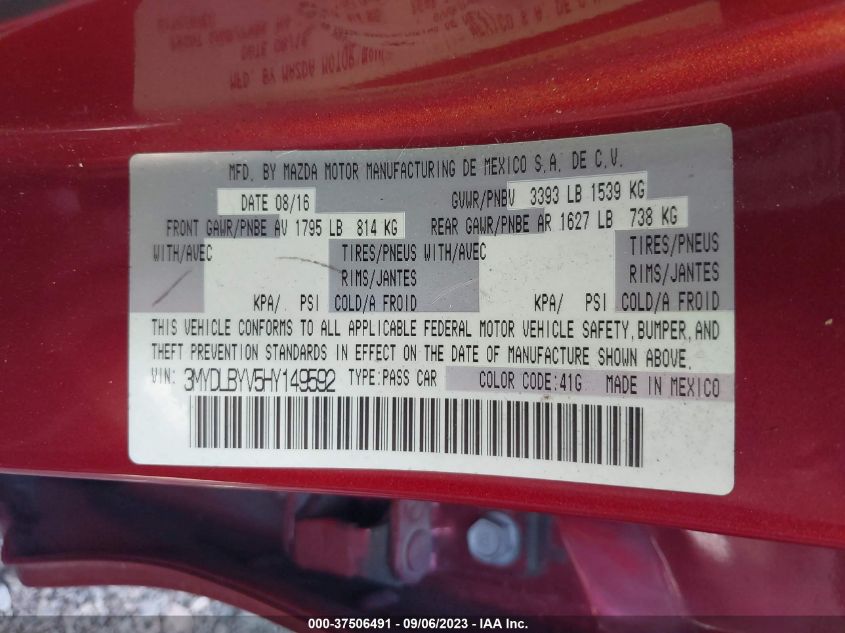 MFD. BY MAZDA MOTOR MANUFACTURING DE MEXICO S.A. DE C.V.
DATE 08/16 GVWR/PNBV 3393 LB 1539 KG
FRONT GAWR/PNBE AV 1795 LB 814 KG REAR GAWR/PNBE AR 1627 LB 738 KG
WITH/AVEC TIRES/PNEUS WITH/AVEC TIRES/PNEUS
RIMS/JANTES RIMS/JANTES
KPA/ PSI COLD/A FROID KPA/ PSI COLD/A FROID
THIS VEHICLE CONFORMS TO ALL APPLICABLE FEDERAL MOTOR VEHICLE SAFETY, BUMPER, AND
THEFT PREVENTION STANDARDS IN EFFECT ON THE DATE OF MANUFACTURE SHOWN ABOVE.
VIN: 3MYDLBYV5HY149592 TYPE:PASS CAR COLOR CODE:41G MADE IN MEXICO
000-37506491 - 09/06/2023 - IAA Inc.